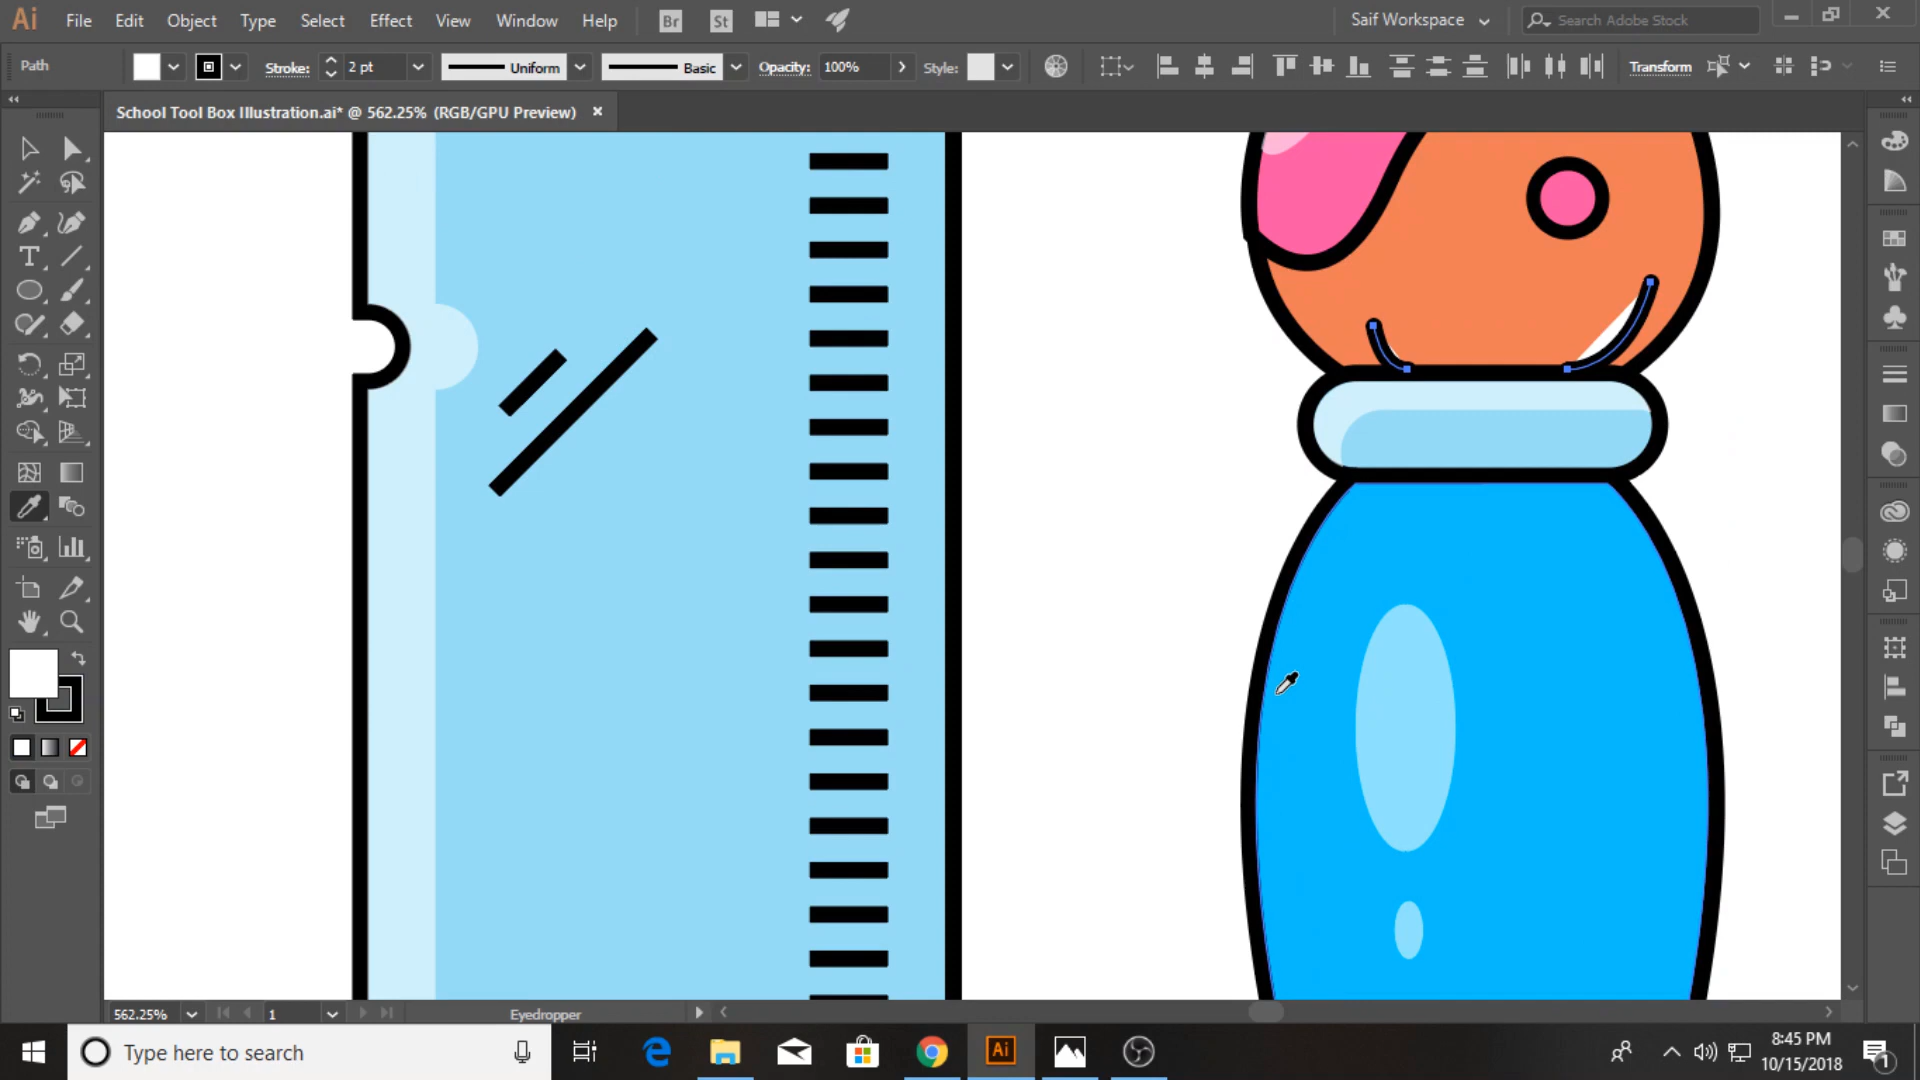 Ai File Edit Object Type Select Effect View Window Help Br St Saif Workspace Search Adobe Stock
Path Stroke: 2 pt Uniform Basic Opacity: 100% Style: Transform
School Tool Box Illustration.ai* @ 562.25% (RGB/GPU Preview)
562.25% 1 Eyedropper
Type here to search Ai 8:45 PM
10/15/2018 1